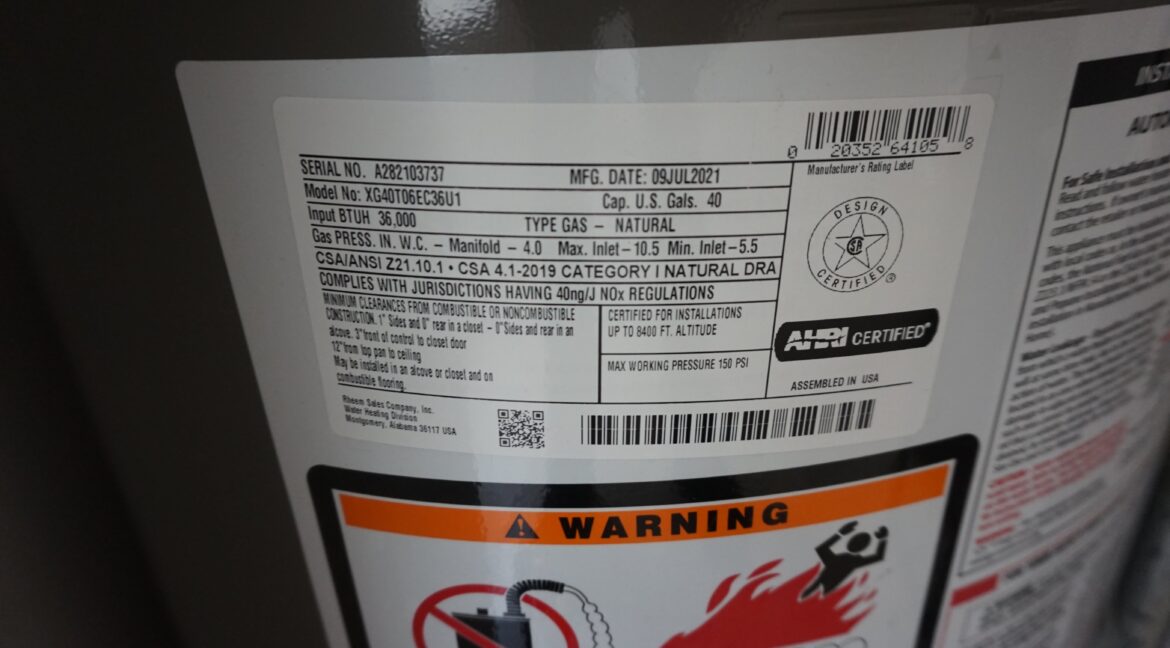 0 20352 64105 8
Manufacturer's Rating Label
SERIAL NO. A282103737 MFG. DATE: 09JUL2021
Model No: XG40T06EC36U1 Cap. U.S. Gals. 40
Input BTUH 36,000 TYPE GAS – NATURAL
Gas PRESS. IN. W.C. – Manifold – 4.0 Max. Inlet – 10.5 Min. Inlet – 5.5
CSA/ANSI Z21.10.1 • CSA 4.1-2019 CATEGORY I NATURAL DRA
COMPLIES WITH JURISDICTIONS HAVING 40ng/J NOx REGULATIONS
MINIMUM CLEARANCES FROM COMBUSTIBLE OR NONCOMBUSTIBLE
CONSTRUCTION. 1" Sides and 0" rear in a closet – 0" Sides and rear in an
alcove. 3" front of control to closet door
12" from top pan to ceiling
May be installed in an alcove or closet and on
combustible flooring.
CERTIFIED FOR INSTALLATIONS
UP TO 8400 FT. ALTITUDE
MAX WORKING PRESSURE 150 PSI
DESIGN
CERTIFIED
®
AHRI CERTIFIED®
ASSEMBLED IN USA
Rheem Sales Company, Inc.
Water Heating Division
Montgomery, Alabama 36117 USA
WARNING
INST
AUTO
For Safe Installation